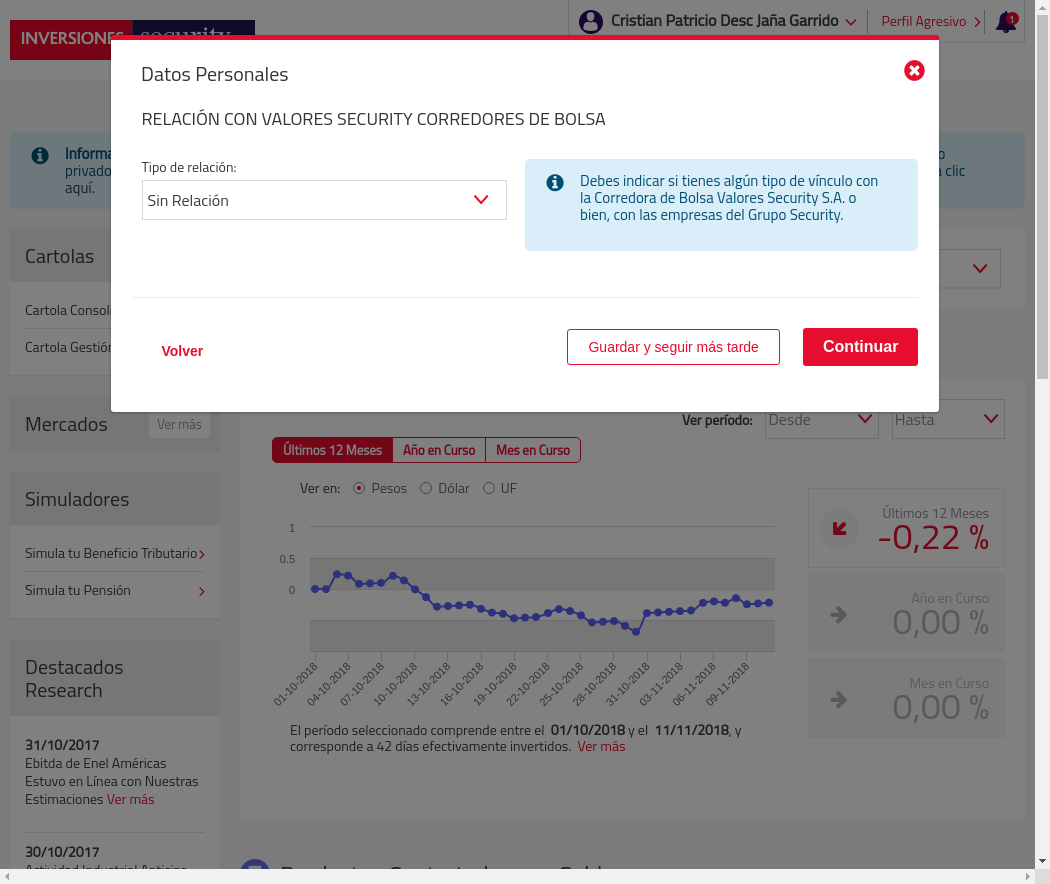 Cristian Patricio Desc Jaña Garrido
Perfil Agresivo
1
INVERSIONES security
Datos Personales
RELACIÓN CON VALORES SECURITY CORREDORES DE BOLSA
Tipo de relación:
Sin Relación
Debes indicar si tienes algún tipo de vínculo con
la Corredora de Bolsa Valores Security S.A. o
bien, con las empresas del Grupo Security.
Volver
Guardar y seguir más tarde
Continuar
privado
clic
aquí.
Cartolas
Cartola
Cartola
Mercados
Ver más
Simuladores
Simula tu Beneficio Tributario
Simula tu Pensión
Destacados
Research
31/10/2017
Ebitda de Enel Américas
Estuvo en Línea con Nuestras
Estimaciones Ver más
30/10/2017
Ver período:
Desde
Hasta
Últimos 12 Meses
Año en Curso
Mes en Curso
Ver en:
Pesos
Dólar
UF
1
0.5
0
01-10-2018
04-10-2018
07-10-2018
10-10-2018
13-10-2018
16-10-2018
19-10-2018
22-10-2018
25-10-2018
28-10-2018
31-10-2018
03-11-2018
06-11-2018
09-11-2018
El período seleccionado comprende entre el 01/10/2018 y el 11/11/2018, y
corresponde a 42 días efectivamente invertidos. Ver más
Últimos 12 Meses
-0,22 %
Año en Curso
0,00 %
Mes en Curso
0,00 %